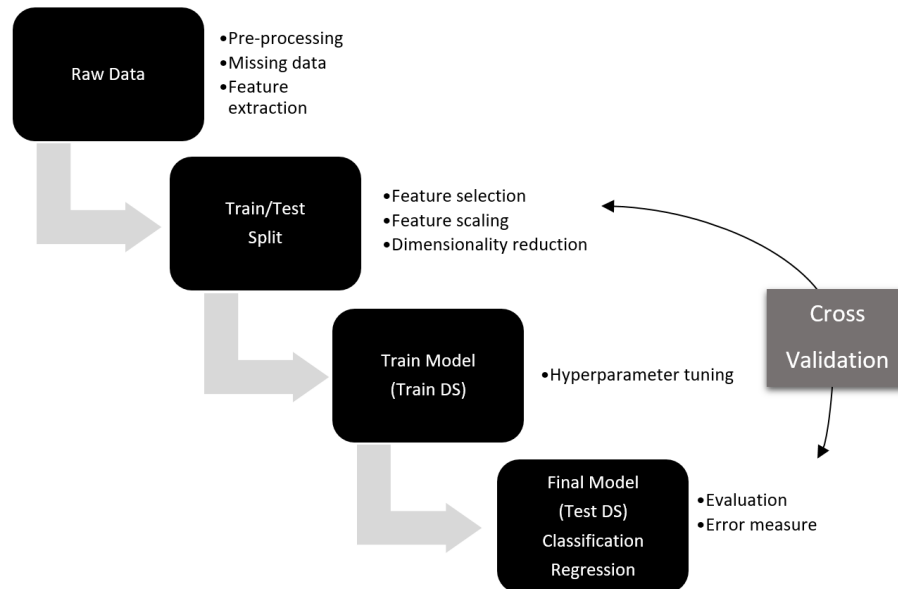 Raw Data
•Pre-processing
•Missing data
•Feature
extraction
Train/Test
Split
•Feature selection
•Feature scaling
•Dimensionality reduction
Train Model
(Train DS)
•Hyperparameter tuning
Cross
Validation
Final Model
(Test DS)
Classification
Regression
•Evaluation
•Error measure